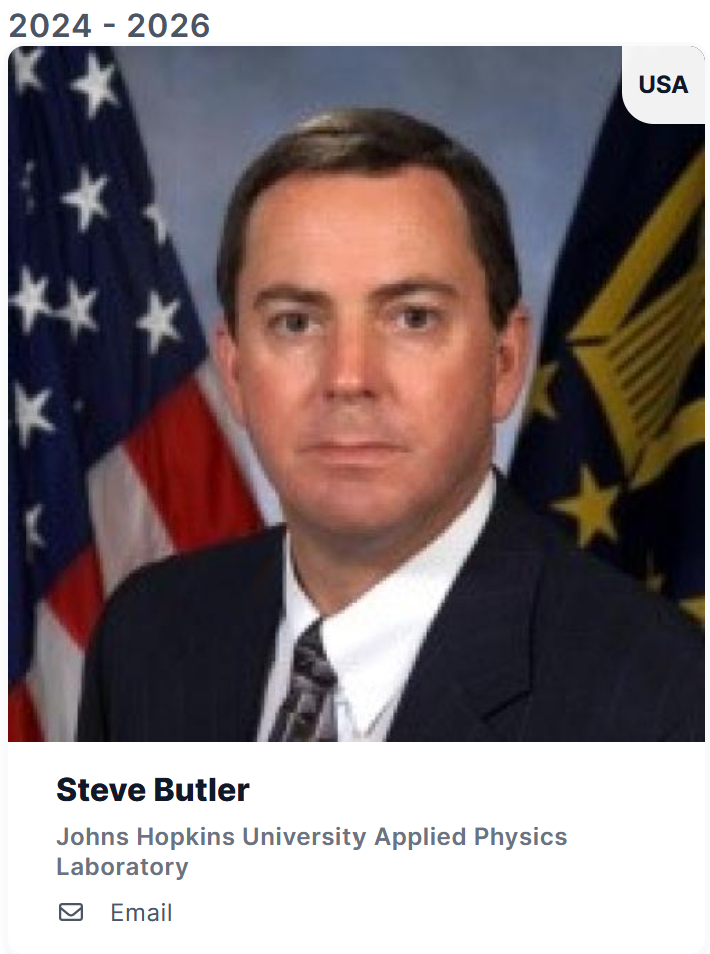 2024 - 2026
USA
Steve Butler
Johns Hopkins University Applied Physics
Laboratory
Email